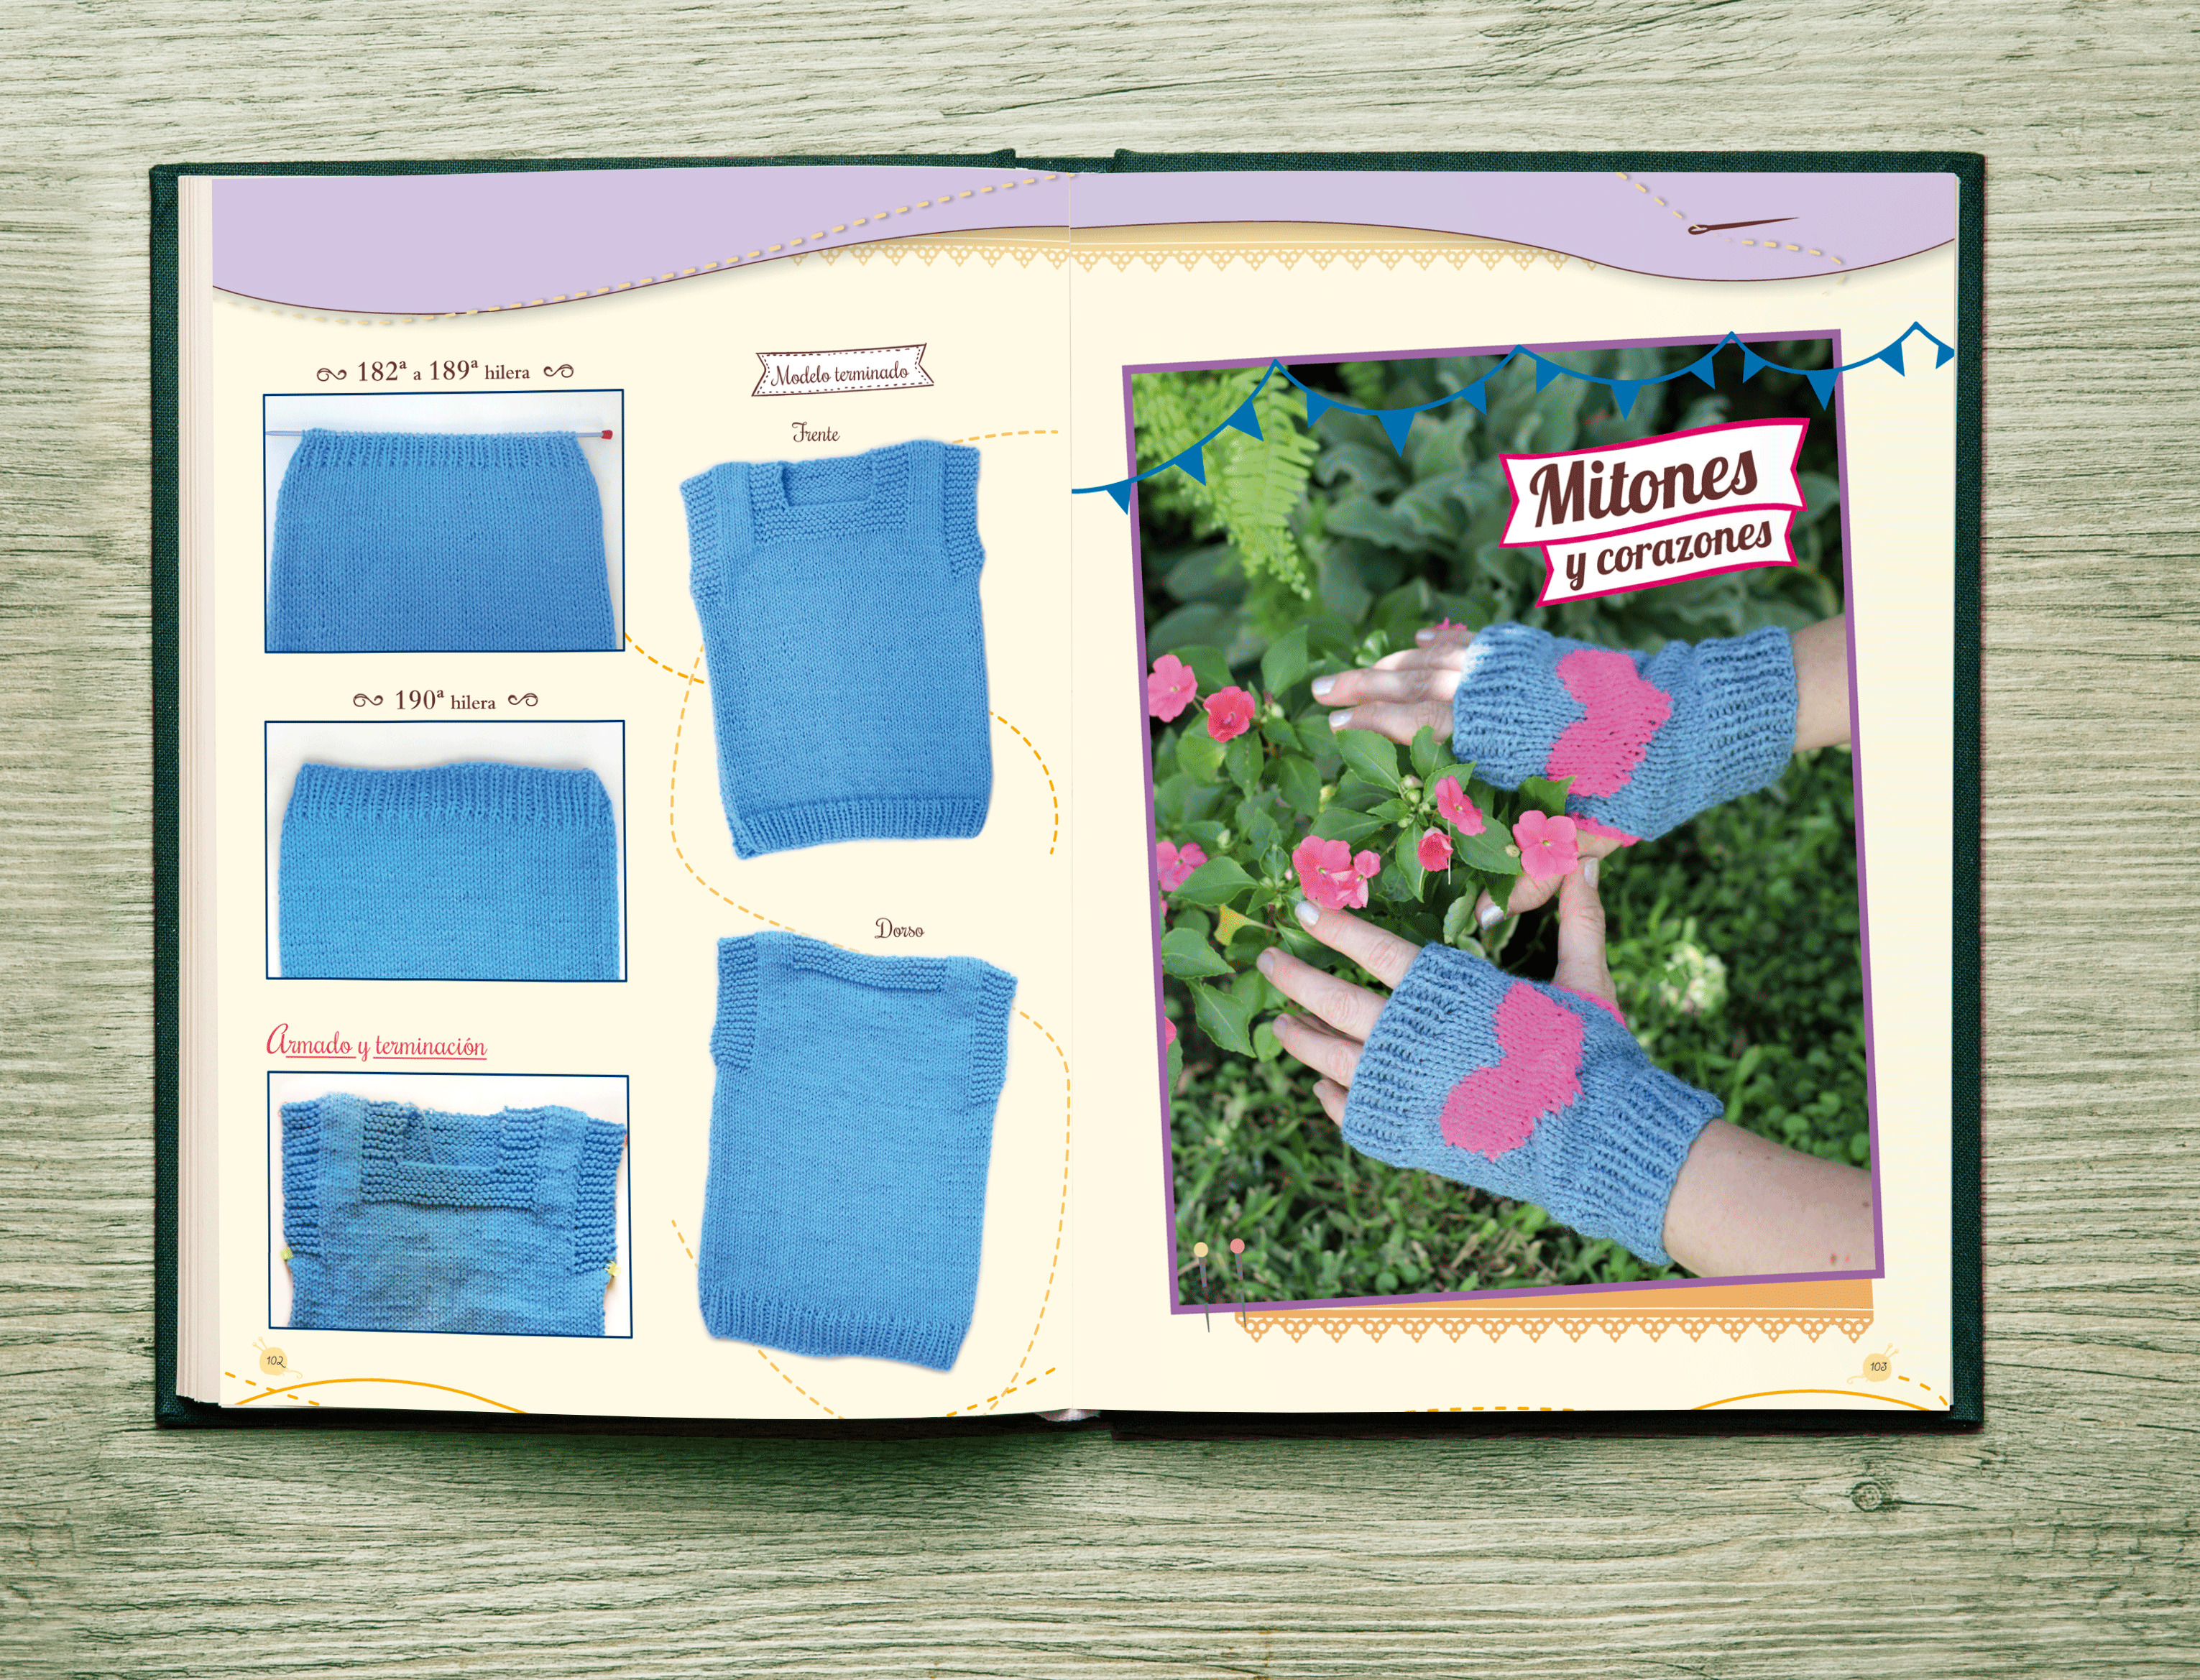 182ª a 189ª hilera
190ª hilera
Armado y terminación
Modelo terminado
Frente
Dorso
102
Mitones
y corazones
103